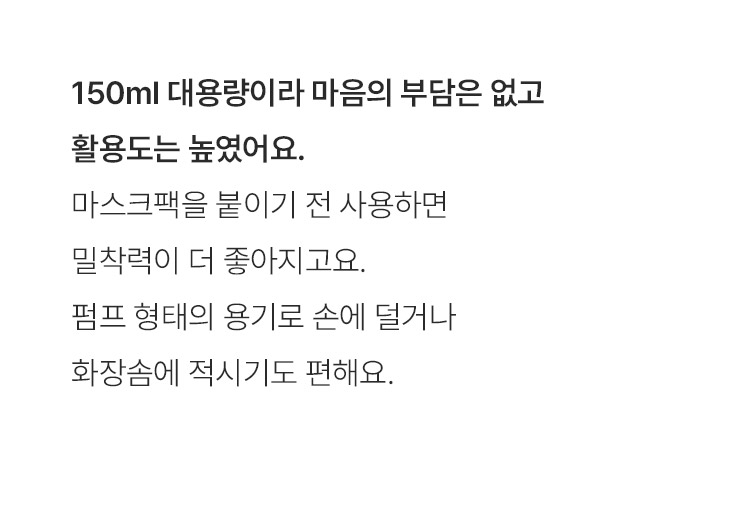 150ml 대용량이라 마음의 부담은 없고
활용도는 높였어요.
마스크팩을 붙이기 전 사용하면
밀착력이 더 좋아지고요.
펌프 형태의 용기로 손에 덜거나
화장솜에 적시기도 편해요.